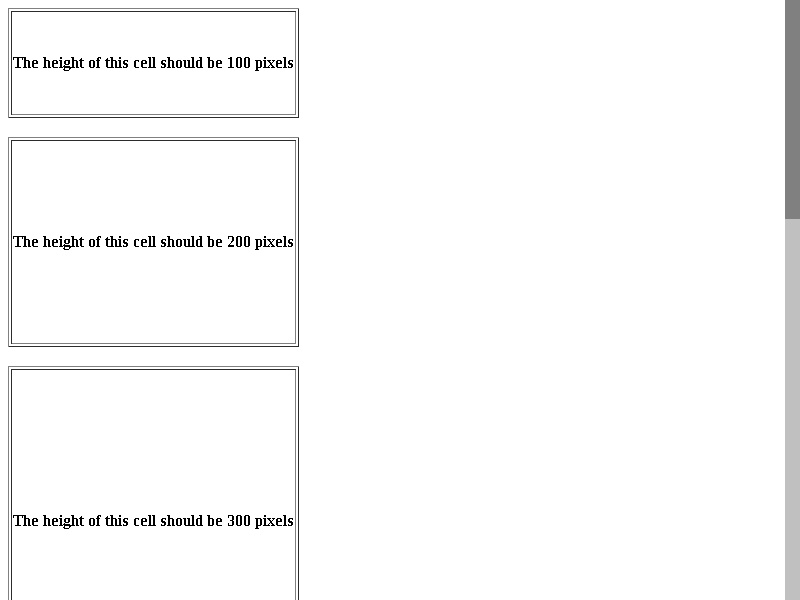 The height of this cell should be 100 pixels
The height of this cell should be 200 pixels
The height of this cell should be 300 pixels